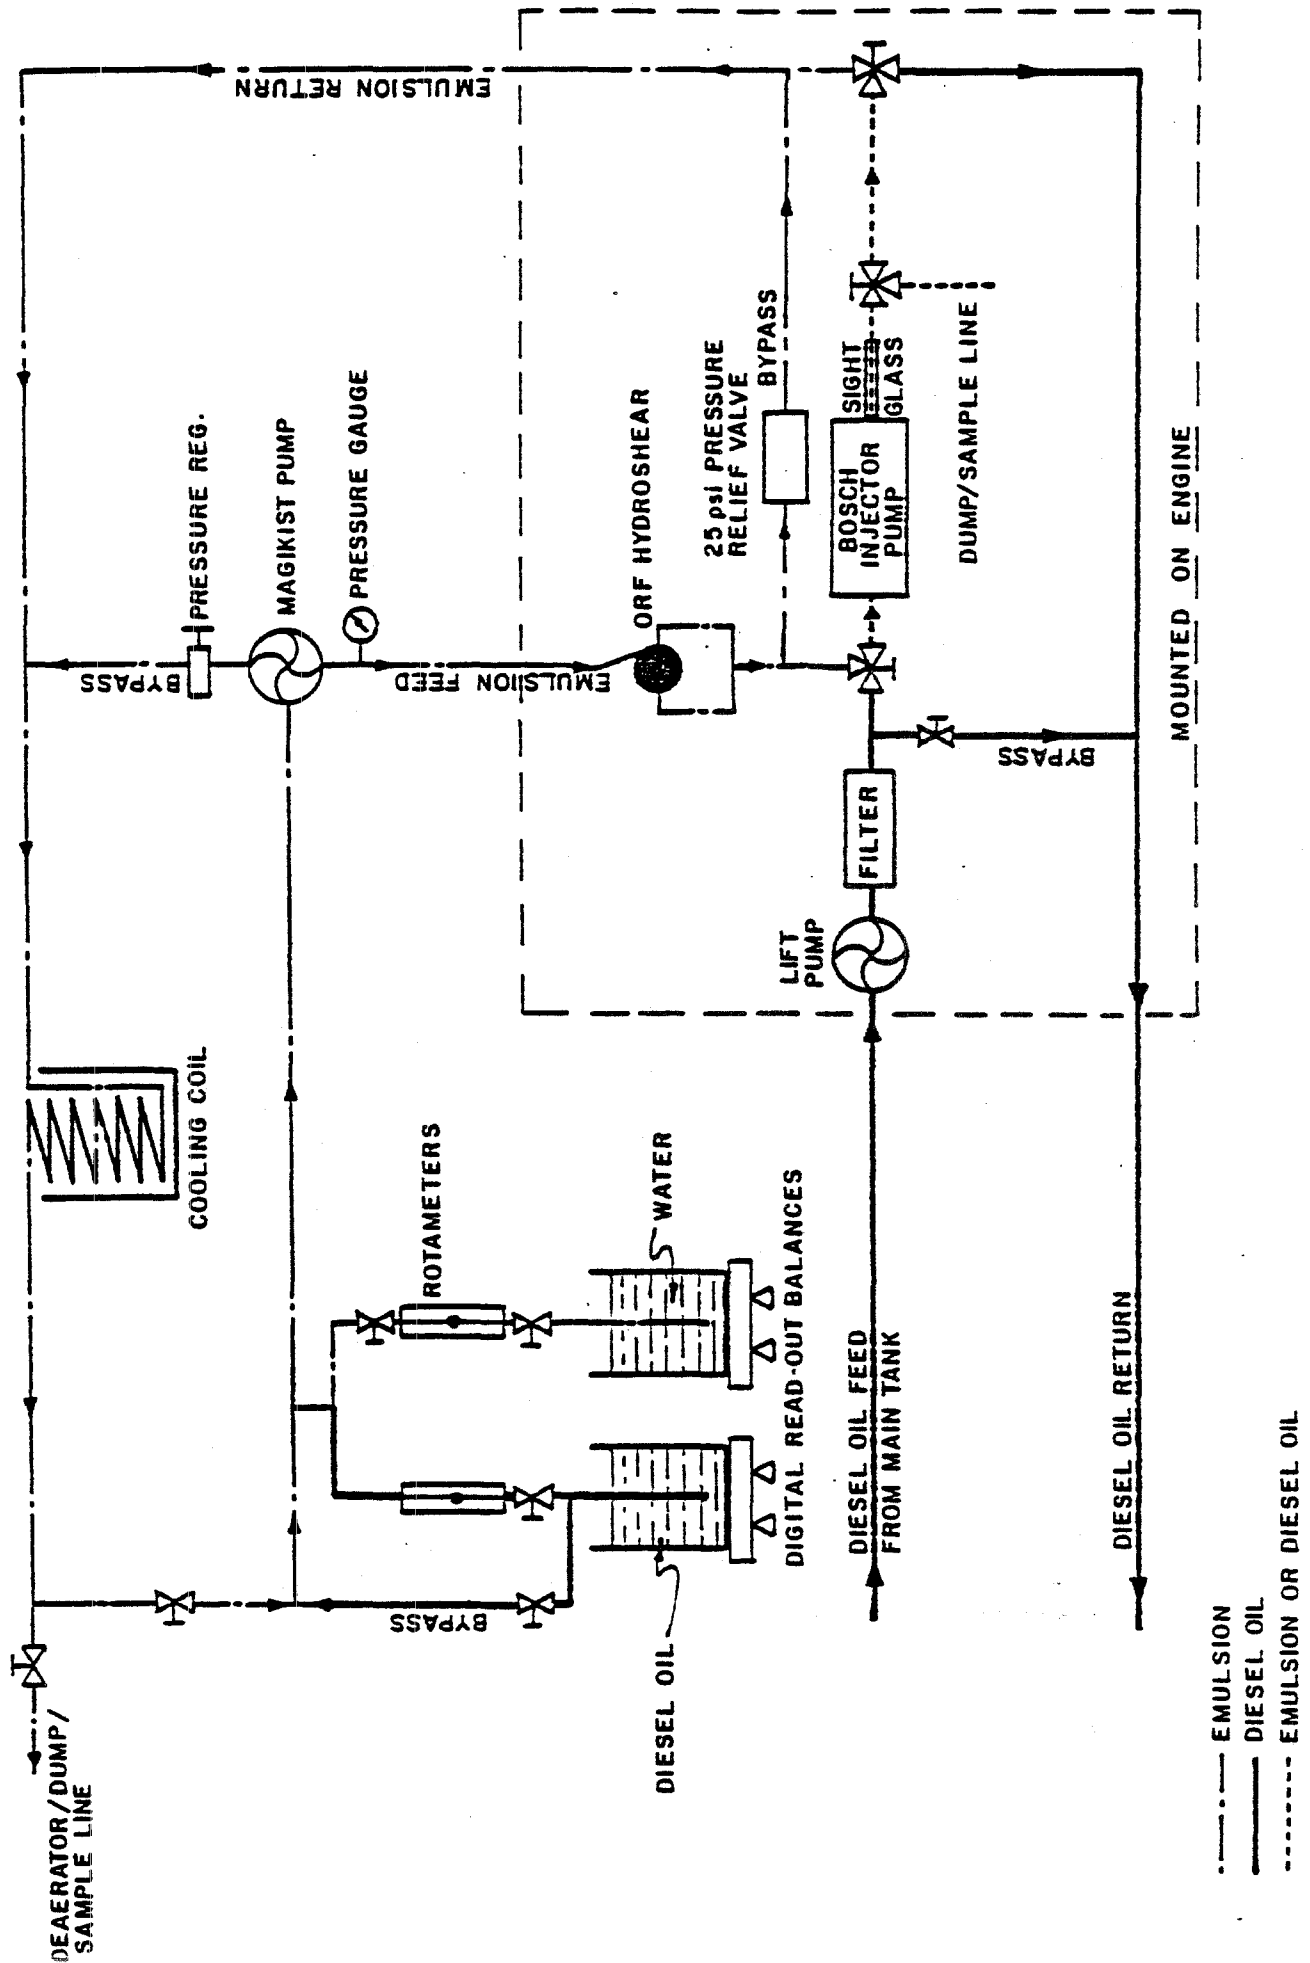 DEAERATOR/DUMP/
SAMPLE LINE
COOLING COIL
BYPASS
PRESSURE REG.
MAGIKIST PUMP
PRESSURE GAUGE
EMULSION RETURN
EMULSION FEED
ORF HYDROSHEAR
25 psi PRESSURE
RELIEF VALVE
BYPASS
ROTAMETERS
BYPASS
DIESEL OIL
WATER
DIGITAL READ-OUT BALANCES
LIFT
PUMP
FILTER
BOSCH
INJECTOR
PUMP
SIGHT
GLASS
DUMP/SAMPLE LINE
BYPASS
DIESEL OIL FEED
FROM MAIN TANK
DIESEL OIL RETURN
MOUNTED ON ENGINE
EMULSION
DIESEL OIL
EMULSION OR DIESEL OIL